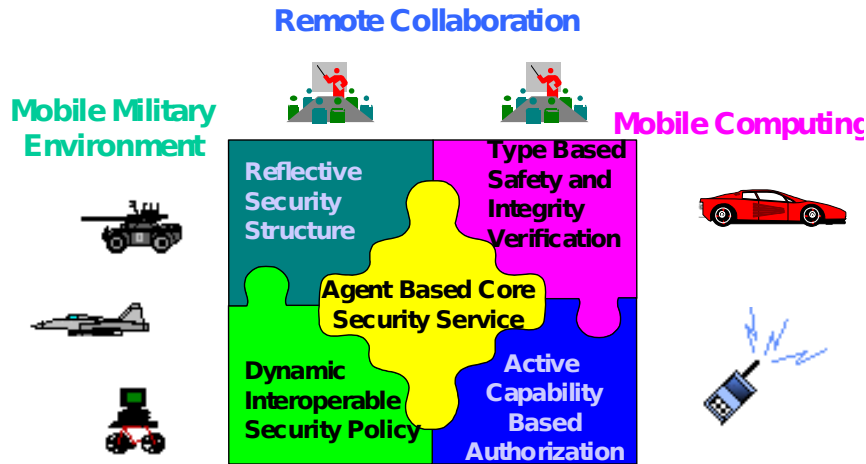 Remote Collaboration
Mobile Military
Environment
Mobile Computing
Reflective
Security
Structure
Type Based
Safety and
Integrity
Verification
Agent Based Core
Security Service
Dynamic
Interoperable
Security Policy
Active
Capability
Based
Authorization